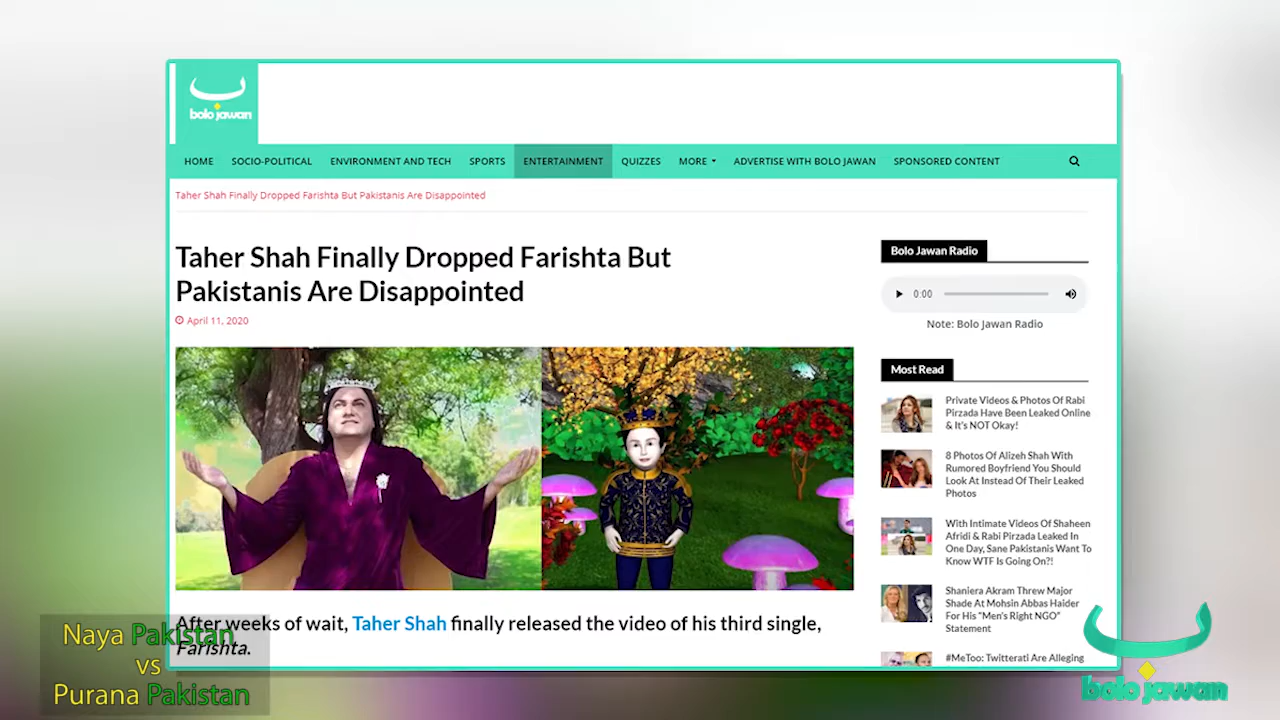 ب
bolo jawan
HOME SOCIO-POLITICAL ENVIRONMENT AND TECH SPORTS ENTERTAINMENT QUIZZES MORE ADVERTISE WITH BOLO JAWAN SPONSORED CONTENT
Taher Shah Finally Dropped Farishta But Pakistanis Are Disappointed
Taher Shah Finally Dropped Farishta But
Pakistanis Are Disappointed
April 11, 2020
After weeks of wait, Taher Shah finally released the video of his third single,
Farishta.
Bolo Jawan Radio
0:00
Note: Bolo Jawan Radio
Most Read
Private Videos & Photos Of Rabi
Pirzada Have Been Leaked Online
& It's NOT Okay!
8 Photos Of Alizeh Shah With
Rumored Boyfriend You Should
Look At Instead Of Their Leaked
Photos
With Intimate Videos Of Shaheen
Afridi & Rabi Pirzada Leaked In
One Day, Sane Pakistanis Want To
Know WTF Is Going On?!
Shaniera Akram Threw Major
Shade At Mohsin Abbas Haider
For His "Men's Right NGO"
Statement
#MeToo: Twitterati Are Alleging
Naya Pakistan
vs
Purana Pakistan
ب
bolo jawan